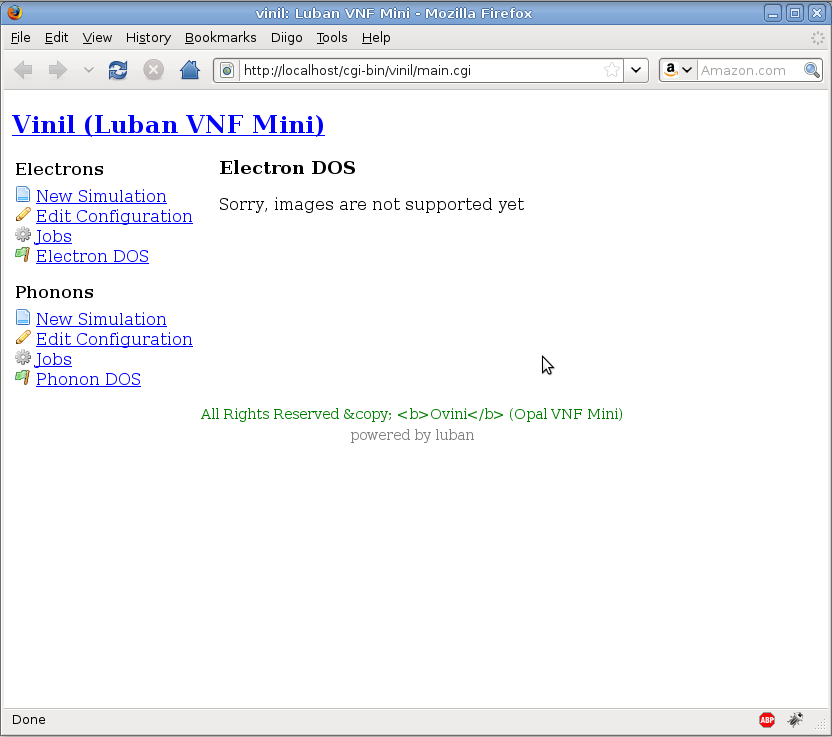 vinil: Luban VNF Mini - Mozilla Firefox
File Edit View History Bookmarks Diigo Tools Help
http://localhost/cgi-bin/vinil/main.cgi
a Amazon.com
Vinil (Luban VNF Mini)
Electrons
New Simulation
Edit Configuration
Jobs
Electron DOS
Phonons
New Simulation
Edit Configuration
Jobs
Phonon DOS
Electron DOS
Sorry, images are not supported yet
All Rights Reserved &copy; <b>Ovini</b> (Opal VNF Mini)
powered by luban
Done
ABP